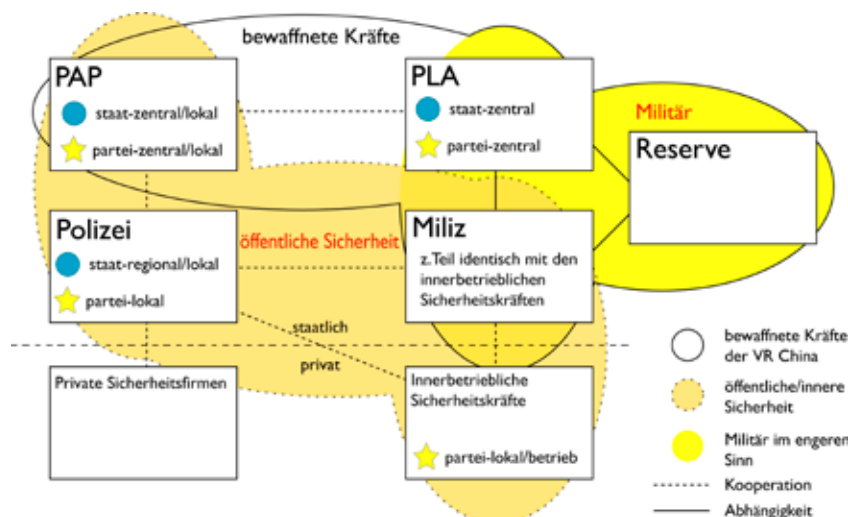 bewaffnete Kräfte
PAP
staat-zentral/lokal
partei-zentral/lokal
PLA
staat-zentral
partei-zentral
Militär
Reserve
Polizei
staat-regional/lokal
partei-lokal
öffentliche Sicherheit
Miliz
z.Teil identisch mit den
innerbetrieblichen
Sicherheitskräften
staatlich
privat
Private Sicherheitsfirmen
Innerbetriebliche
Sicherheitskräfte
partei-lokal/betrieb
bewaffnete Kräfte
der VR China
öffentliche/innere
Sicherheit
Militär im engeren
Sinn
Kooperation
Abhängigkeit